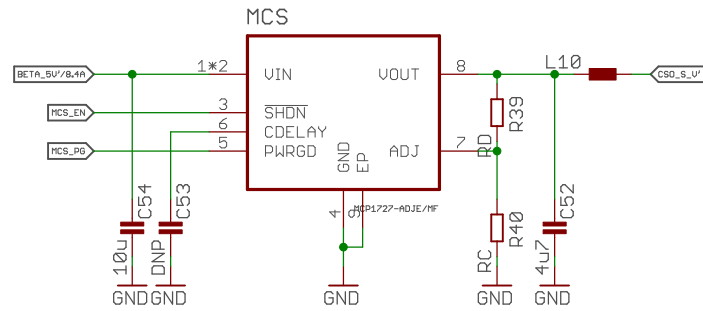 MCS
BETA_5V'/8.4A
1*2
VIN
VOUT
8
L10
CSO_S_V'
MCS_EN
3
SHDN
R39
6
CDELAY
MCS_PG
5
PWRGD
GND
EP
ADJ
7
RD
4
9
MCP1727-ADJE/MF
C54
C53
R40
C52
10u
DNP
RC
4u7
GND
GND
GND
GND
GND